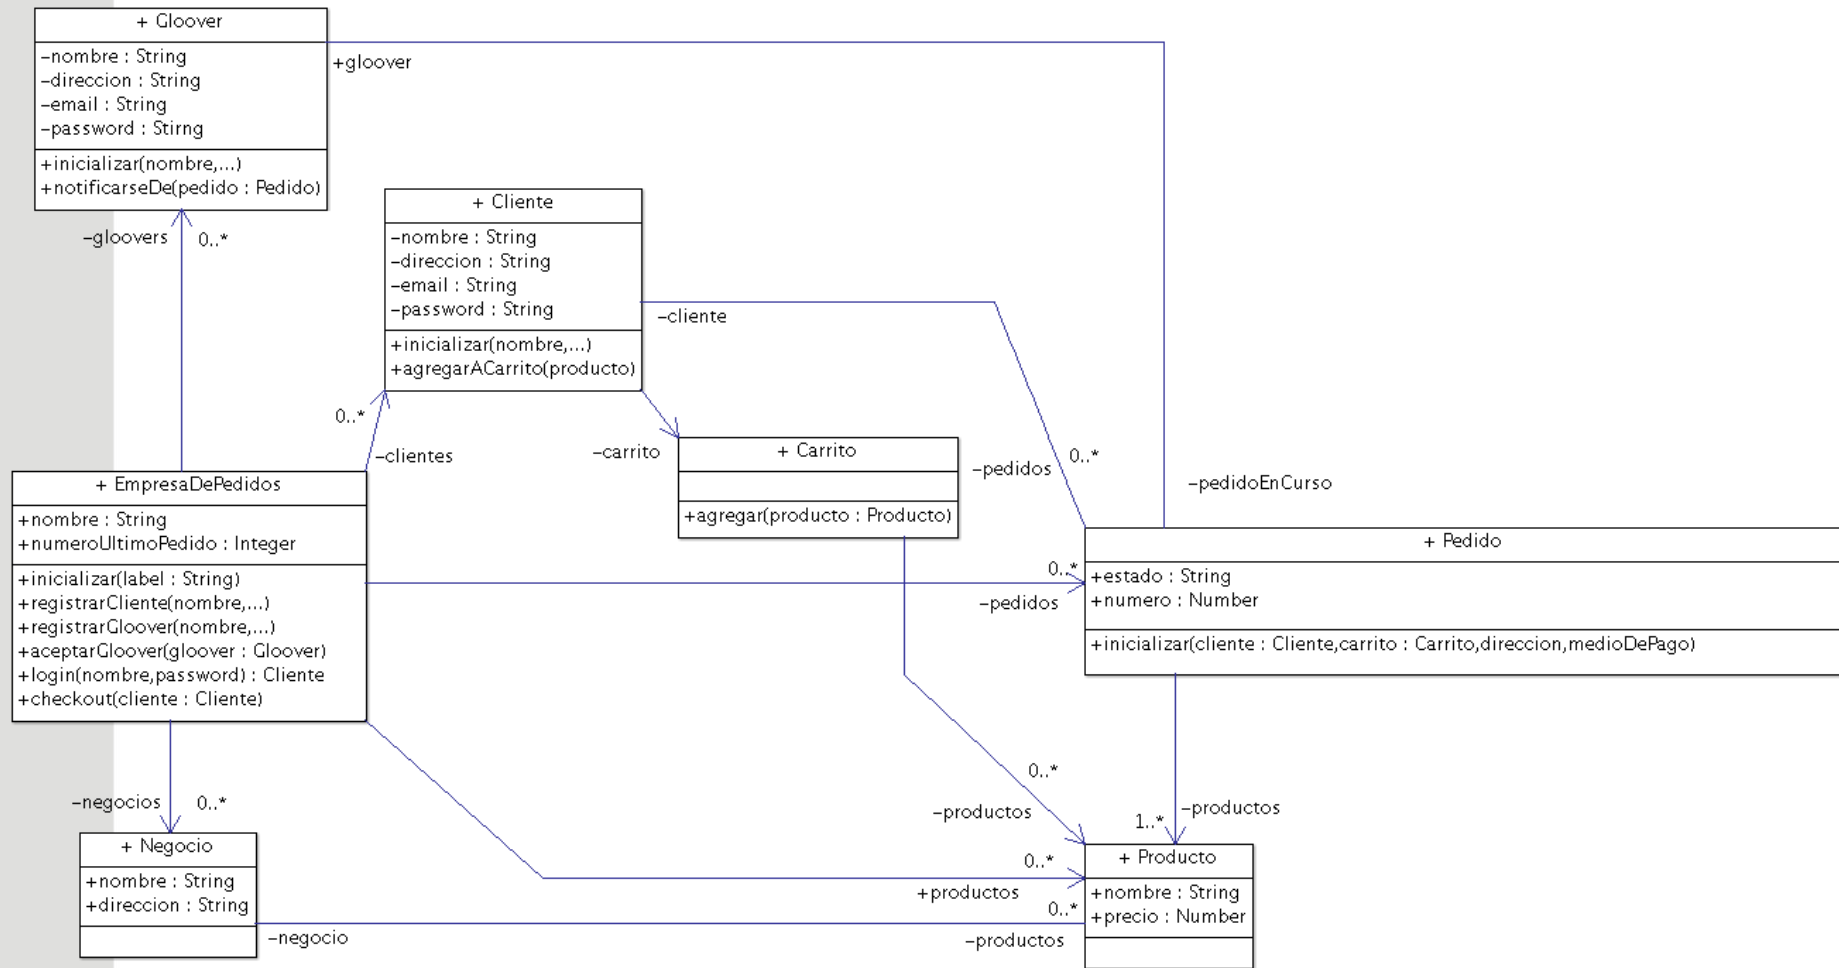 + Gloover
-nombre : String
-direccion : String
-email : String
-password : Stirng
+inicializar(nombre,...)
+notificarseDe(pedido : Pedido)
+gloover
-gloovers
0..*
+ Cliente
-nombre : String
-direccion : String
-email : String
-password : String
+inicializar(nombre,...)
+agregarACarrito(producto)
-cliente
0..*
-clientes
-carrito
+ Carrito
+agregar(producto : Producto)
-pedidos
0..*
-pedidoEnCurso
+ EmpresaDePedidos
+nombre : String
+numeroUltimoPedido : Integer
+inicializar(label : String)
+registrarCliente(nombre,...)
+registrarGloover(nombre,...)
+aceptarGloover(gloover : Gloover)
+login(nombre,password) : Cliente
+checkout(cliente : Cliente)
0..*
-pedidos
+ Pedido
+estado : String
+numero : Number
+inicializar(cliente : Cliente,carrito : Carrito,direccion,medioDePago)
-negocios
0..*
0..*
-productos
1..*
-productos
+ Negocio
+nombre : String
+direccion : String
-negocio
0..*
+productos
0..*
-productos
+ Producto
+nombre : String
+precio : Number